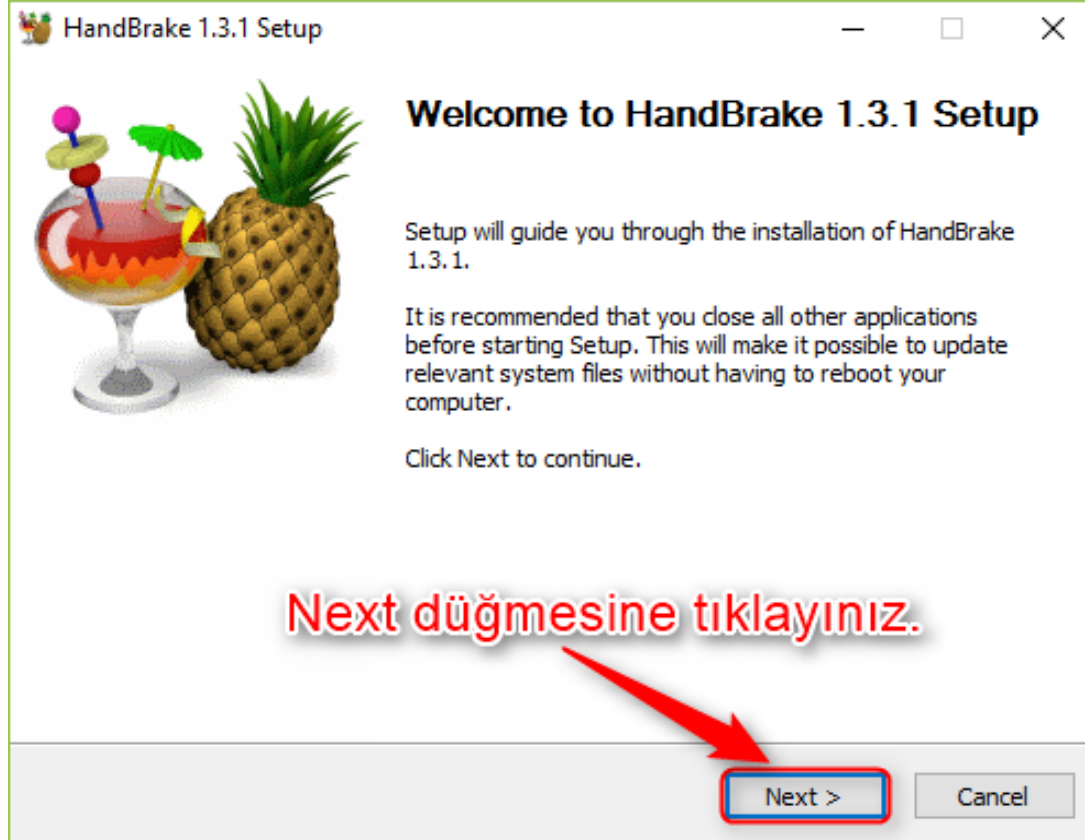 HandBrake 1.3.1 Setup
Welcome to HandBrake 1.3.1 Setup
Setup will guide you through the installation of HandBrake
1.3.1.
It is recommended that you close all other applications
before starting Setup. This will make it possible to update
relevant system files without having to reboot your
computer.
Click Next to continue.
Next düğmesine tıklayınız.
Next >
Cancel